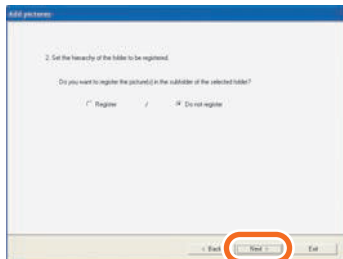 Add pictures
2. Set the hierarchy of the folder to be registered.
Do you want to register the picture(s) in the subfolder of the selected folder?
Register / Do not register
< Back Next > Exit